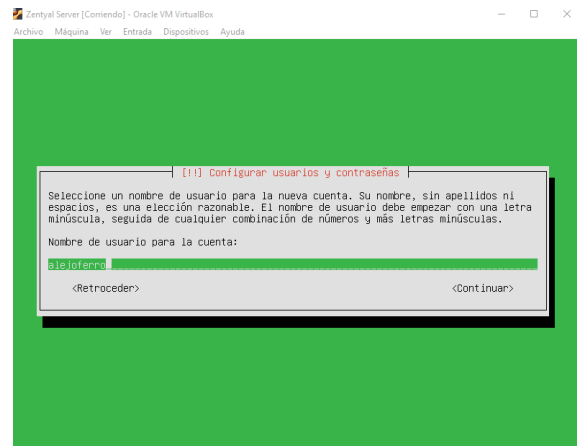 Zentyal Server [Corriendo] - Oracle VM VirtualBox
Archivo Máquina Ver Entrada Dispositivos Ayuda
[!!] Configurar usuarios y contraseñas
Seleccione un nombre de usuario para la nueva cuenta. Su nombre, sin apellidos ni
espacios, es una elección razonable. El nombre de usuario debe empezar con una letra
minúscula, seguida de cualquier combinación de números y más letras minúsculas.
Nombre de usuario para la cuenta:
alejoferro
<Retroceder> <Continuar>